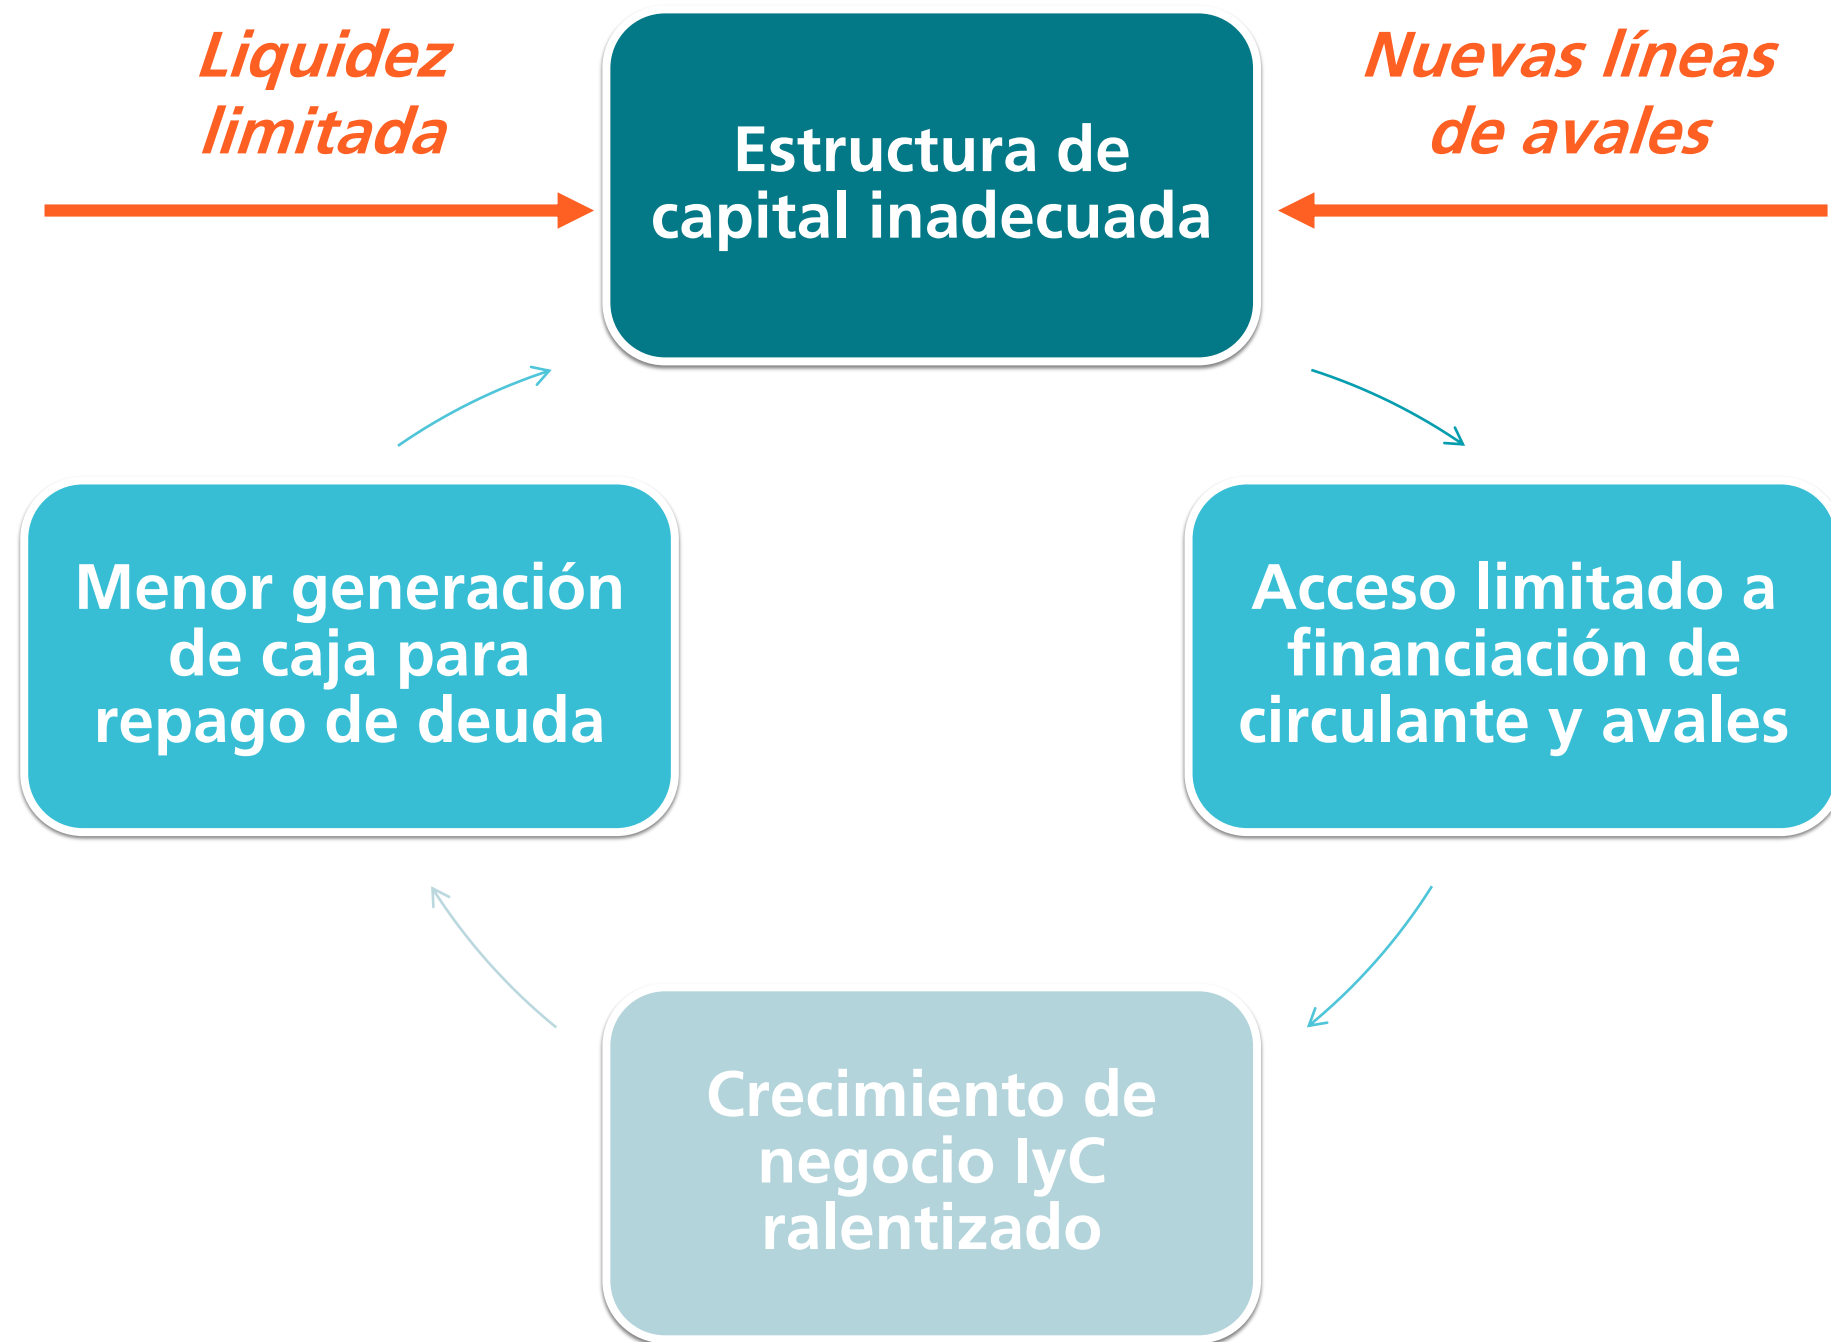 Liquidez
limitada
Estructura de
capital inadecuada
Nuevas líneas
de avales
Menor generación
de caja para
repago de deuda
Acceso limitado a
financiación de
circulante y avales
Crecimiento de
negocio IyC
ralentizado